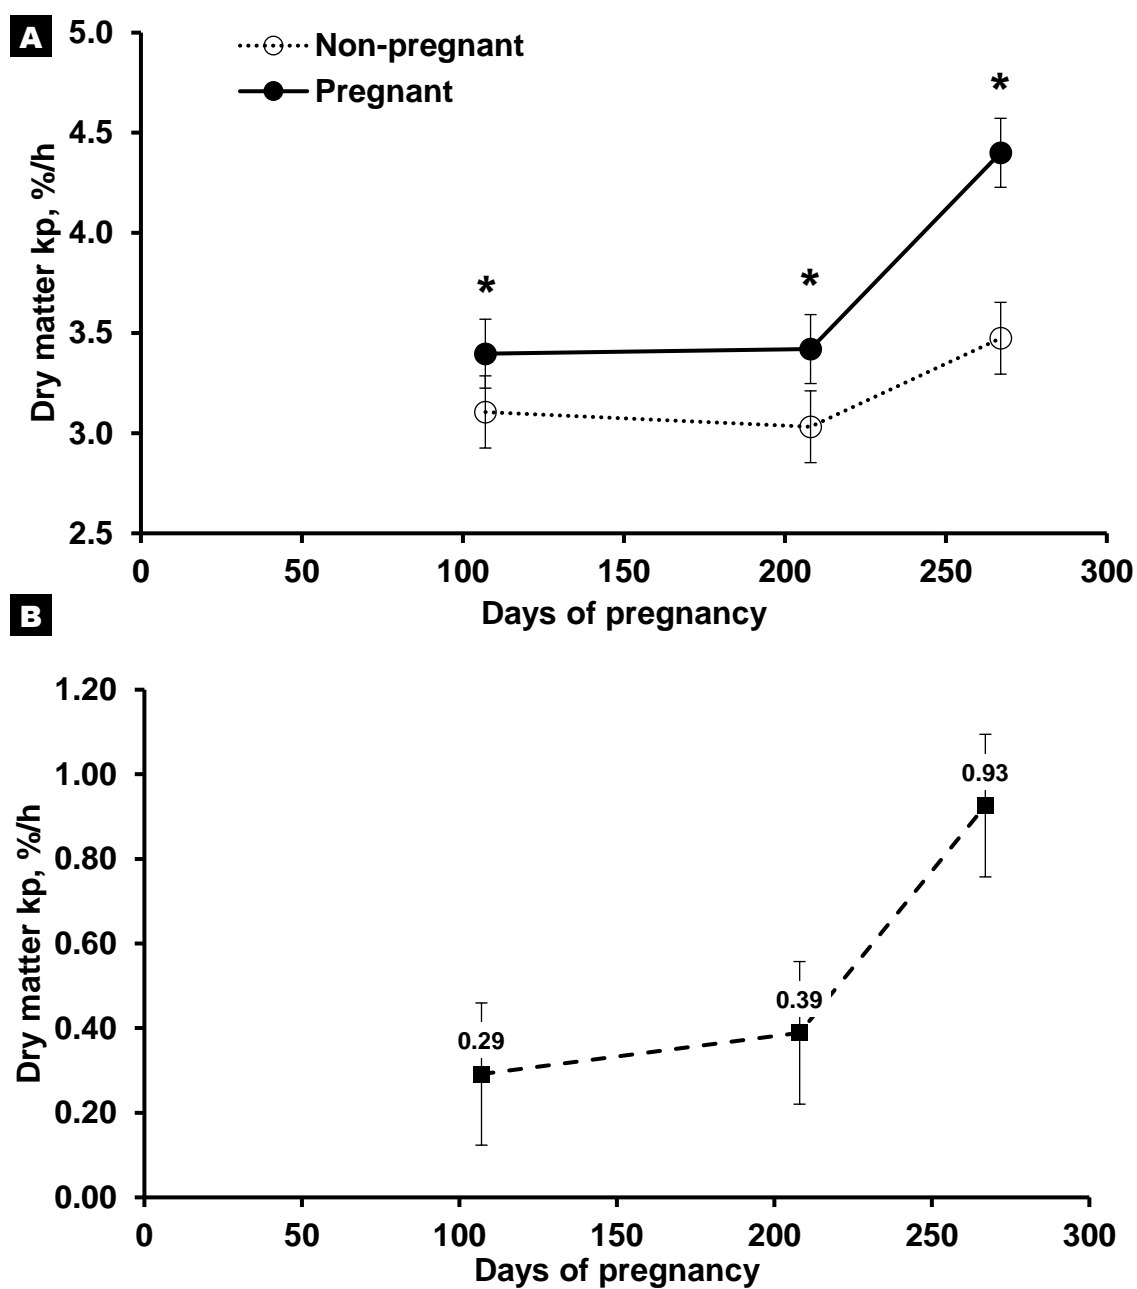 A
Non-pregnant
Pregnant
*
*
*
Dry matter kp, %/h
5.0
4.5
4.0
3.5
3.0
2.5
0 50 100 150 200 250 300
Days of pregnancy
B
Dry matter kp, %/h
1.20
1.00
0.80
0.60
0.40
0.20
0.00
0.29
0.39
0.93
0 50 100 150 200 250 300
Days of pregnancy